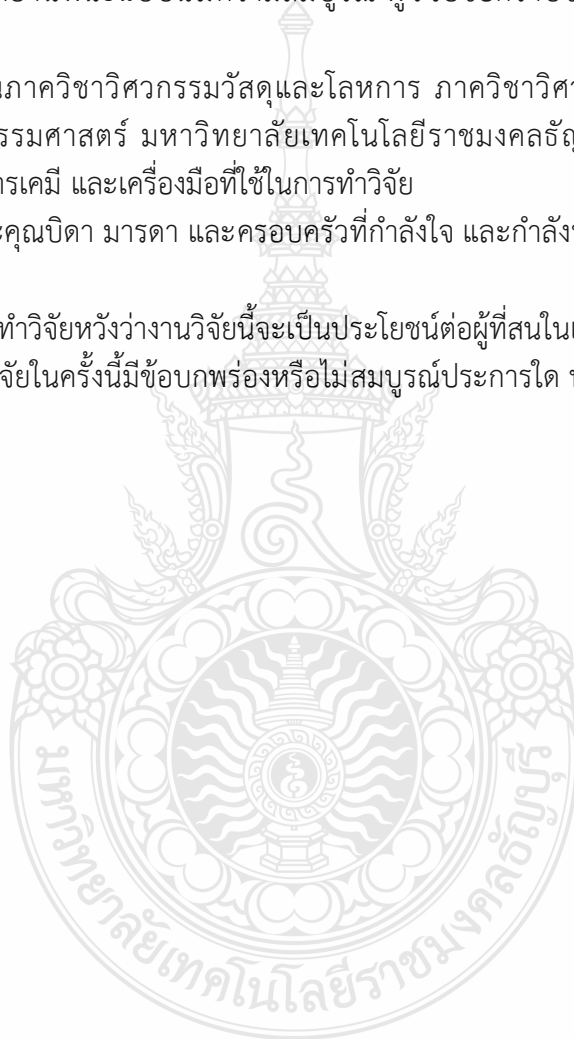 นภาควิชาวิศวกรรมวัสดุและโลหการ ภาควิชาวิศ
รรมศาสตร์ มหาวิทยาลัยเทคโนโลยีราชมงคลธัญ
ารเคมี และเครื่องมือที่ใช้ในการทำวิจัย
ะคุณบิดา มารดา และครอบครัวที่กำลังใจ และกำลัง
ทำวิจัยหวังว่างานวิจัยนี้จะเป็นประโยชน์ต่อผู้ที่สนใน
จัยในครั้งนี้มีข้อบกพร่องหรือไม่สมบูรณ์ประการใด
มหาวิทยาลัยเทคโนโลยีราชมงคลธัญบุรี